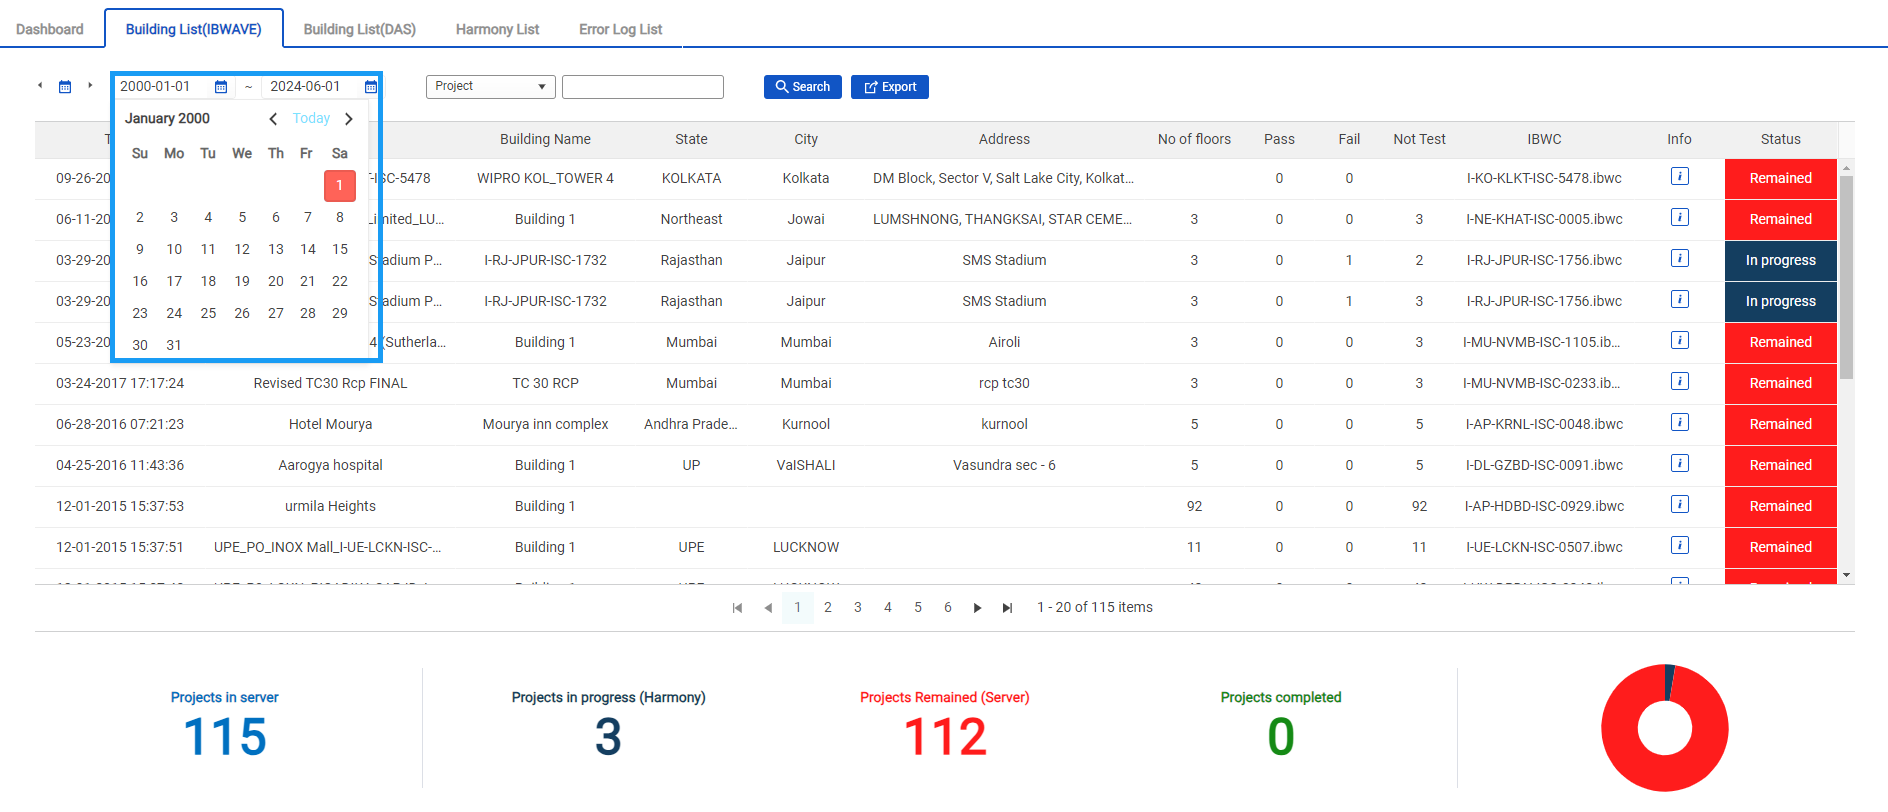 Dashboard Building List(IBWAVE) Building List(DAS) Harmony List Error Log List
2000-01-01 ~ 2024-06-01 Project Search Export
January 2000 Today
Building Name State City Address No of floors Pass Fail Not Test IBWC Info Status
Su Mo Tu We Th Fr Sa
09-26-20 T-ISC-5478 WIPRO KOL_TOWER 4 KOLKATA Kolkata DM Block, Sector V, Salt Lake City, Kolkat... 0 0 I-KO-KLKT-ISC-5478.ibwc i Remained
1
06-11-20 Limited_LU... Building 1 Northeast Jowai LUMSHNONG, THANGKSAI, STAR CEME... 3 0 0 3 I-NE-KHAT-ISC-0005.ibwc i Remained
2 3 4 5 6 7 8
9 10 11 12 13 14 15
03-29-20 Stadium P... I-RJ-JPUR-ISC-1732 Rajasthan Jaipur SMS Stadium 3 0 1 2 I-RJ-JPUR-ISC-1756.ibwc i In progress
16 17 18 19 20 21 22
03-29-20 Stadium P... I-RJ-JPUR-ISC-1732 Rajasthan Jaipur SMS Stadium 3 0 1 3 I-RJ-JPUR-ISC-1756.ibwc i In progress
23 24 25 26 27 28 29
05-23-20 4(Sutherla... Building 1 Mumbai Mumbai Airoli 3 0 0 3 I-MU-NVMB-ISC-1105.ib... i Remained
30 31
03-24-2017 17:17:24 Revised TC30 Rcp FINAL TC 30 RCP Mumbai Mumbai rcp tc30 3 0 0 3 I-MU-NVMB-ISC-0233.ib... i Remained
06-28-2016 07:21:23 Hotel Mourya Mourya inn complex Andhra Prade... Kurnool kurnool 5 0 0 5 I-AP-KRNL-ISC-0048.ibwc i Remained
04-25-2016 11:43:36 Aarogya hospital Building 1 UP VaISHALI Vasundra sec - 6 5 0 0 5 I-DL-GZBD-ISC-0091.ibwc i Remained
12-01-2015 15:37:53 urmila Heights Building 1 92 0 0 92 I-AP-HDBD-ISC-0929.ibwc i Remained
12-01-2015 15:37:51 UPE_PO_INOX Mall_I-UE-LCKN-ISC-... Building 1 UPE LUCKNOW 11 0 0 11 I-UE-LCKN-ISC-0507.ibwc i Remained
1 2 3 4 5 6 1 - 20 of 115 items
Projects in server Projects in progress (Harmony) Projects Remained (Server) Projects completed
115 3 112 0